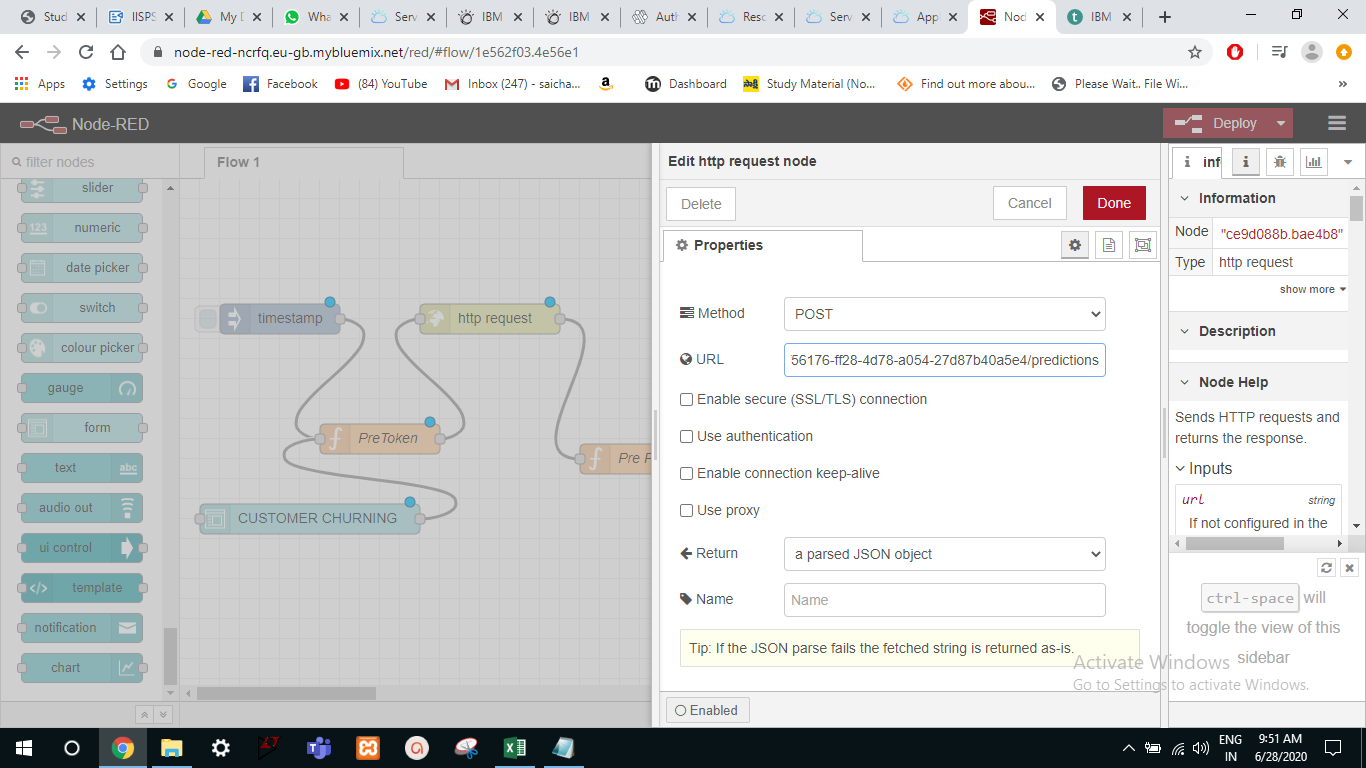 Stud
IISPS
My D
Wha
Serv
IBM
IBM
Auth
Reso
Serv
App
Nod
IBM
node-red-ncrfq.eu-gb.mybluemix.net/red/#flow/1e562f03.4e56e1
Apps
Settings
Google
Facebook
(84) YouTube
Inbox (247) - saicha...
Dashboard
Study Material (No...
Find out more abou...
Please Wait.. File Wi...
Node-RED
Deploy
filter nodes
slider
numeric
date picker
switch
colour picker
gauge
form
text
audio out
ui control
template
notification
chart
Flow 1
timestamp
http request
PreToken
Pre P
CUSTOMER CHURNING
Edit http request node
Delete
Cancel
Done
Properties
Method
POST
URL
56176-ff28-4d78-a054-27d87b40a5e4/predictions
Enable secure (SSL/TLS) connection
Use authentication
Enable connection keep-alive
Use proxy
Return
a parsed JSON object
Name
Name
Tip: If the JSON parse fails the fetched string is returned as-is.
Enabled
inf
Information
Node
"ce9d088b.bae4b8"
Type
http request
show more
Description
Node Help
Sends HTTP requests and
returns the response.
Inputs
url
string
If not configured in the
ctrl-space will
toggle the view of this
sidebar
Activate Windows
Go to Settings to activate Windows.
ENG
IN
9:51 AM
6/28/2020